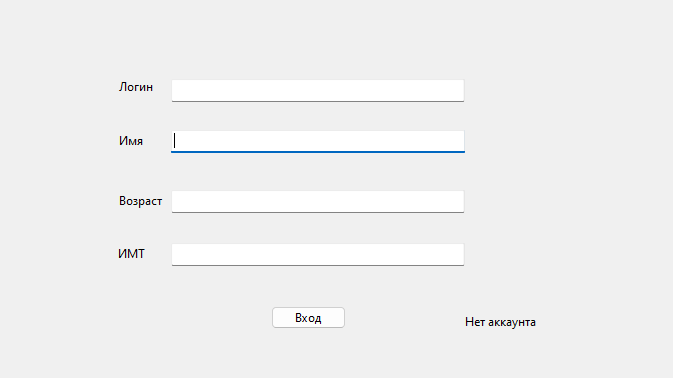 Логин
Имя
Возраст
ИМТ
Вход
Нет аккаунта